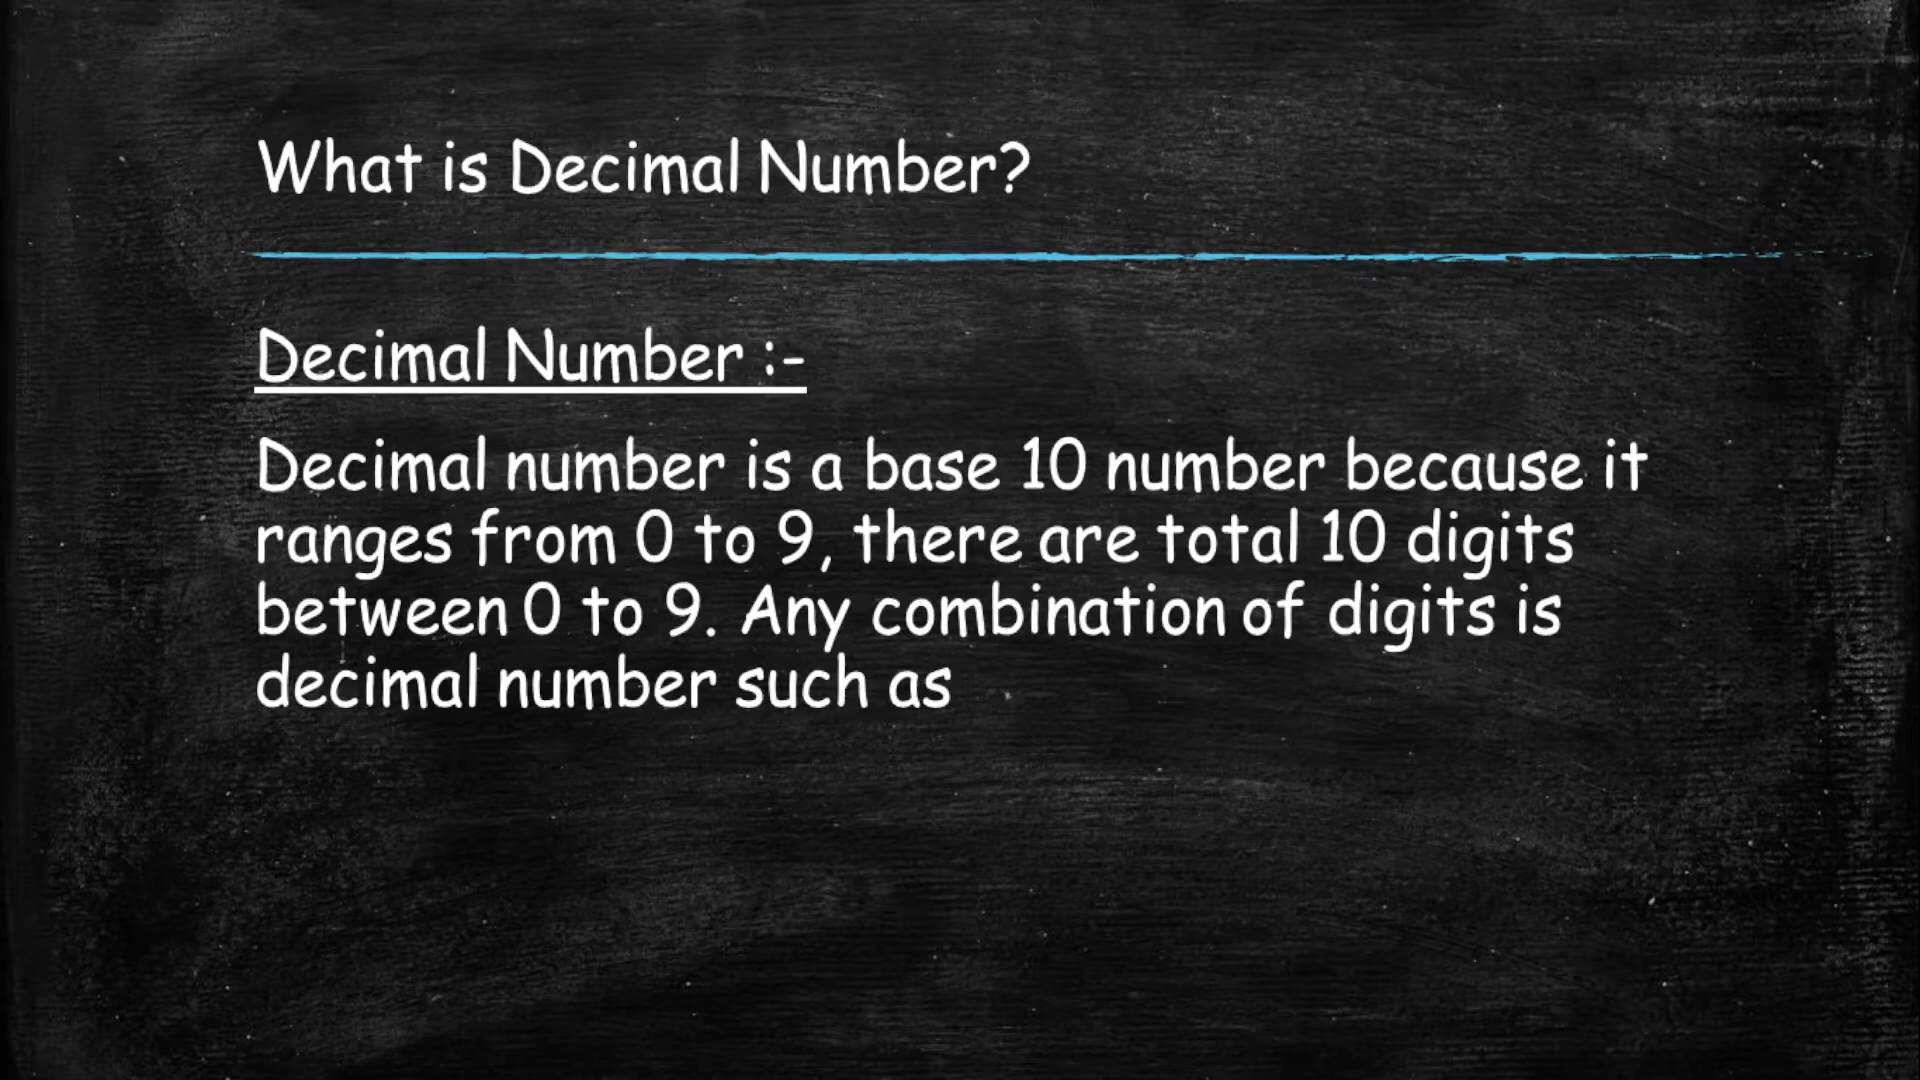 What is Decimal Number?
Decimal Number :-
Decimal number is a base 10 number because it
ranges from 0 to 9, there are total 10 digits
between 0 to 9. Any combination of digits is
decimal number such as